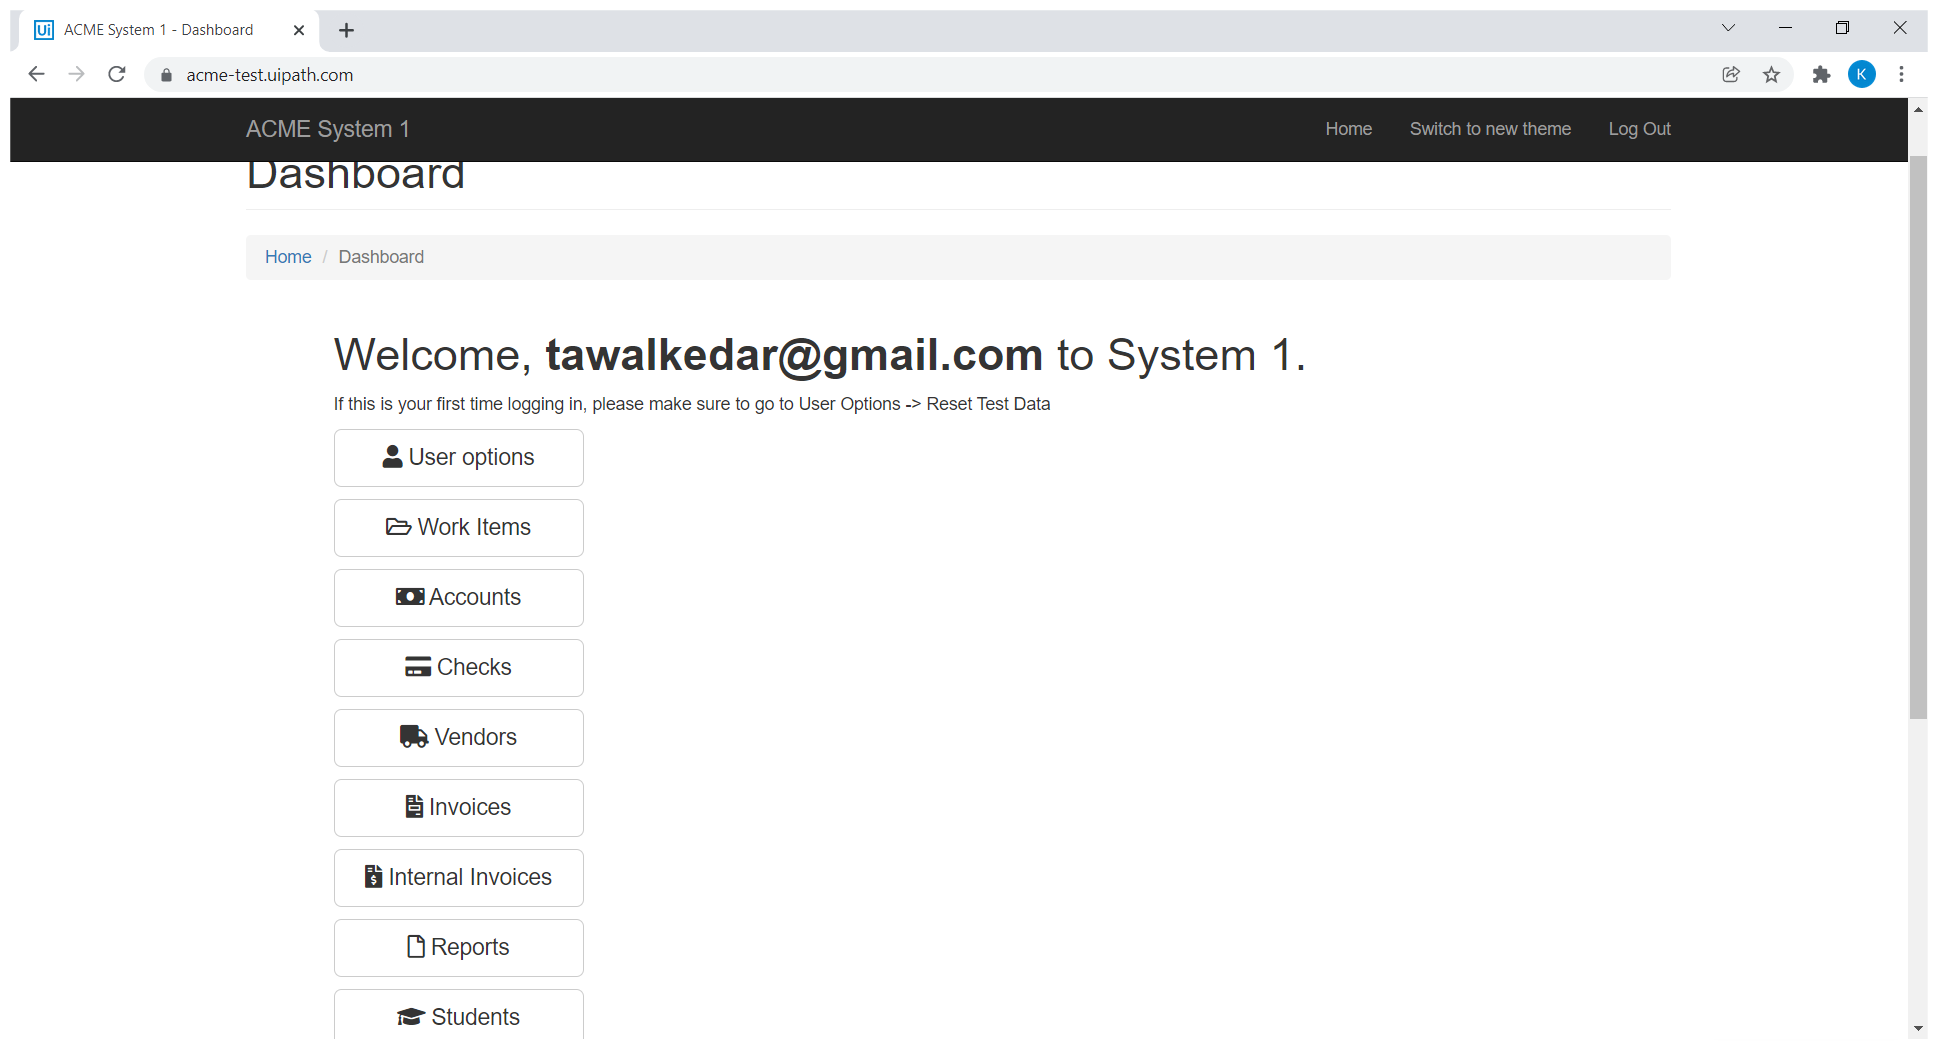 Ui ACME System 1 - Dashboard
acme-test.uipath.com
K
ACME System 1 Home Switch to new theme Log Out
Dashboard
Home / Dashboard
Welcome, tawalkedar@gmail.com to System 1.
If this is your first time logging in, please make sure to go to User Options -> Reset Test Data
User options
Work Items
Accounts
Checks
Vendors
Invoices
Internal Invoices
Reports
Students